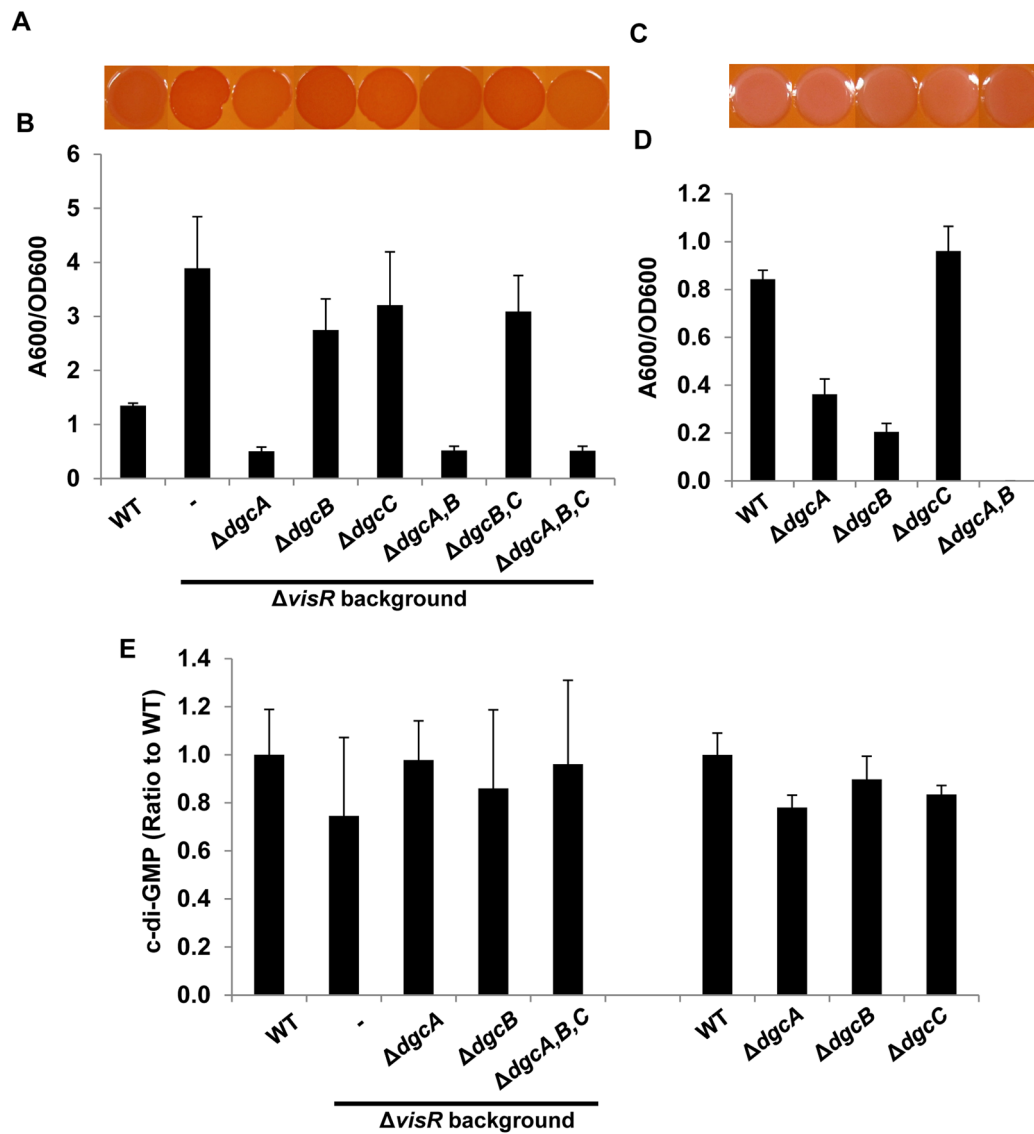 A
C
B
D
6
5
4
3
2
1
0
A600/OD600
WT
-
ΔdgcA
ΔdgcB
ΔdgcC
ΔdgcA,B
ΔdgcB,C
ΔdgcA,B,C
ΔvisR background
1.2
1.0
0.8
0.6
0.4
0.2
0.0
A600/OD600
WT
ΔdgcA
ΔdgcB
ΔdgcC
ΔdgcA,B
E
1.4
1.2
1.0
0.8
0.6
0.4
0.2
0.0
c-di-GMP (Ratio to WT)
WT
-
ΔdgcA
ΔdgcB
ΔdgcA,B,C
ΔvisR background
WT
ΔdgcA
ΔdgcB
ΔdgcC